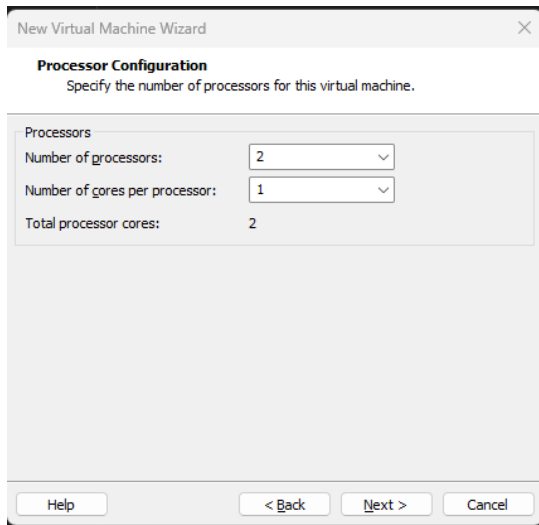 New Virtual Machine Wizard
Processor Configuration
Specify the number of processors for this virtual machine.
Processors
Number of processors: 2
Number of cores per processor: 1
Total processor cores: 2
Help < Back Next > Cancel